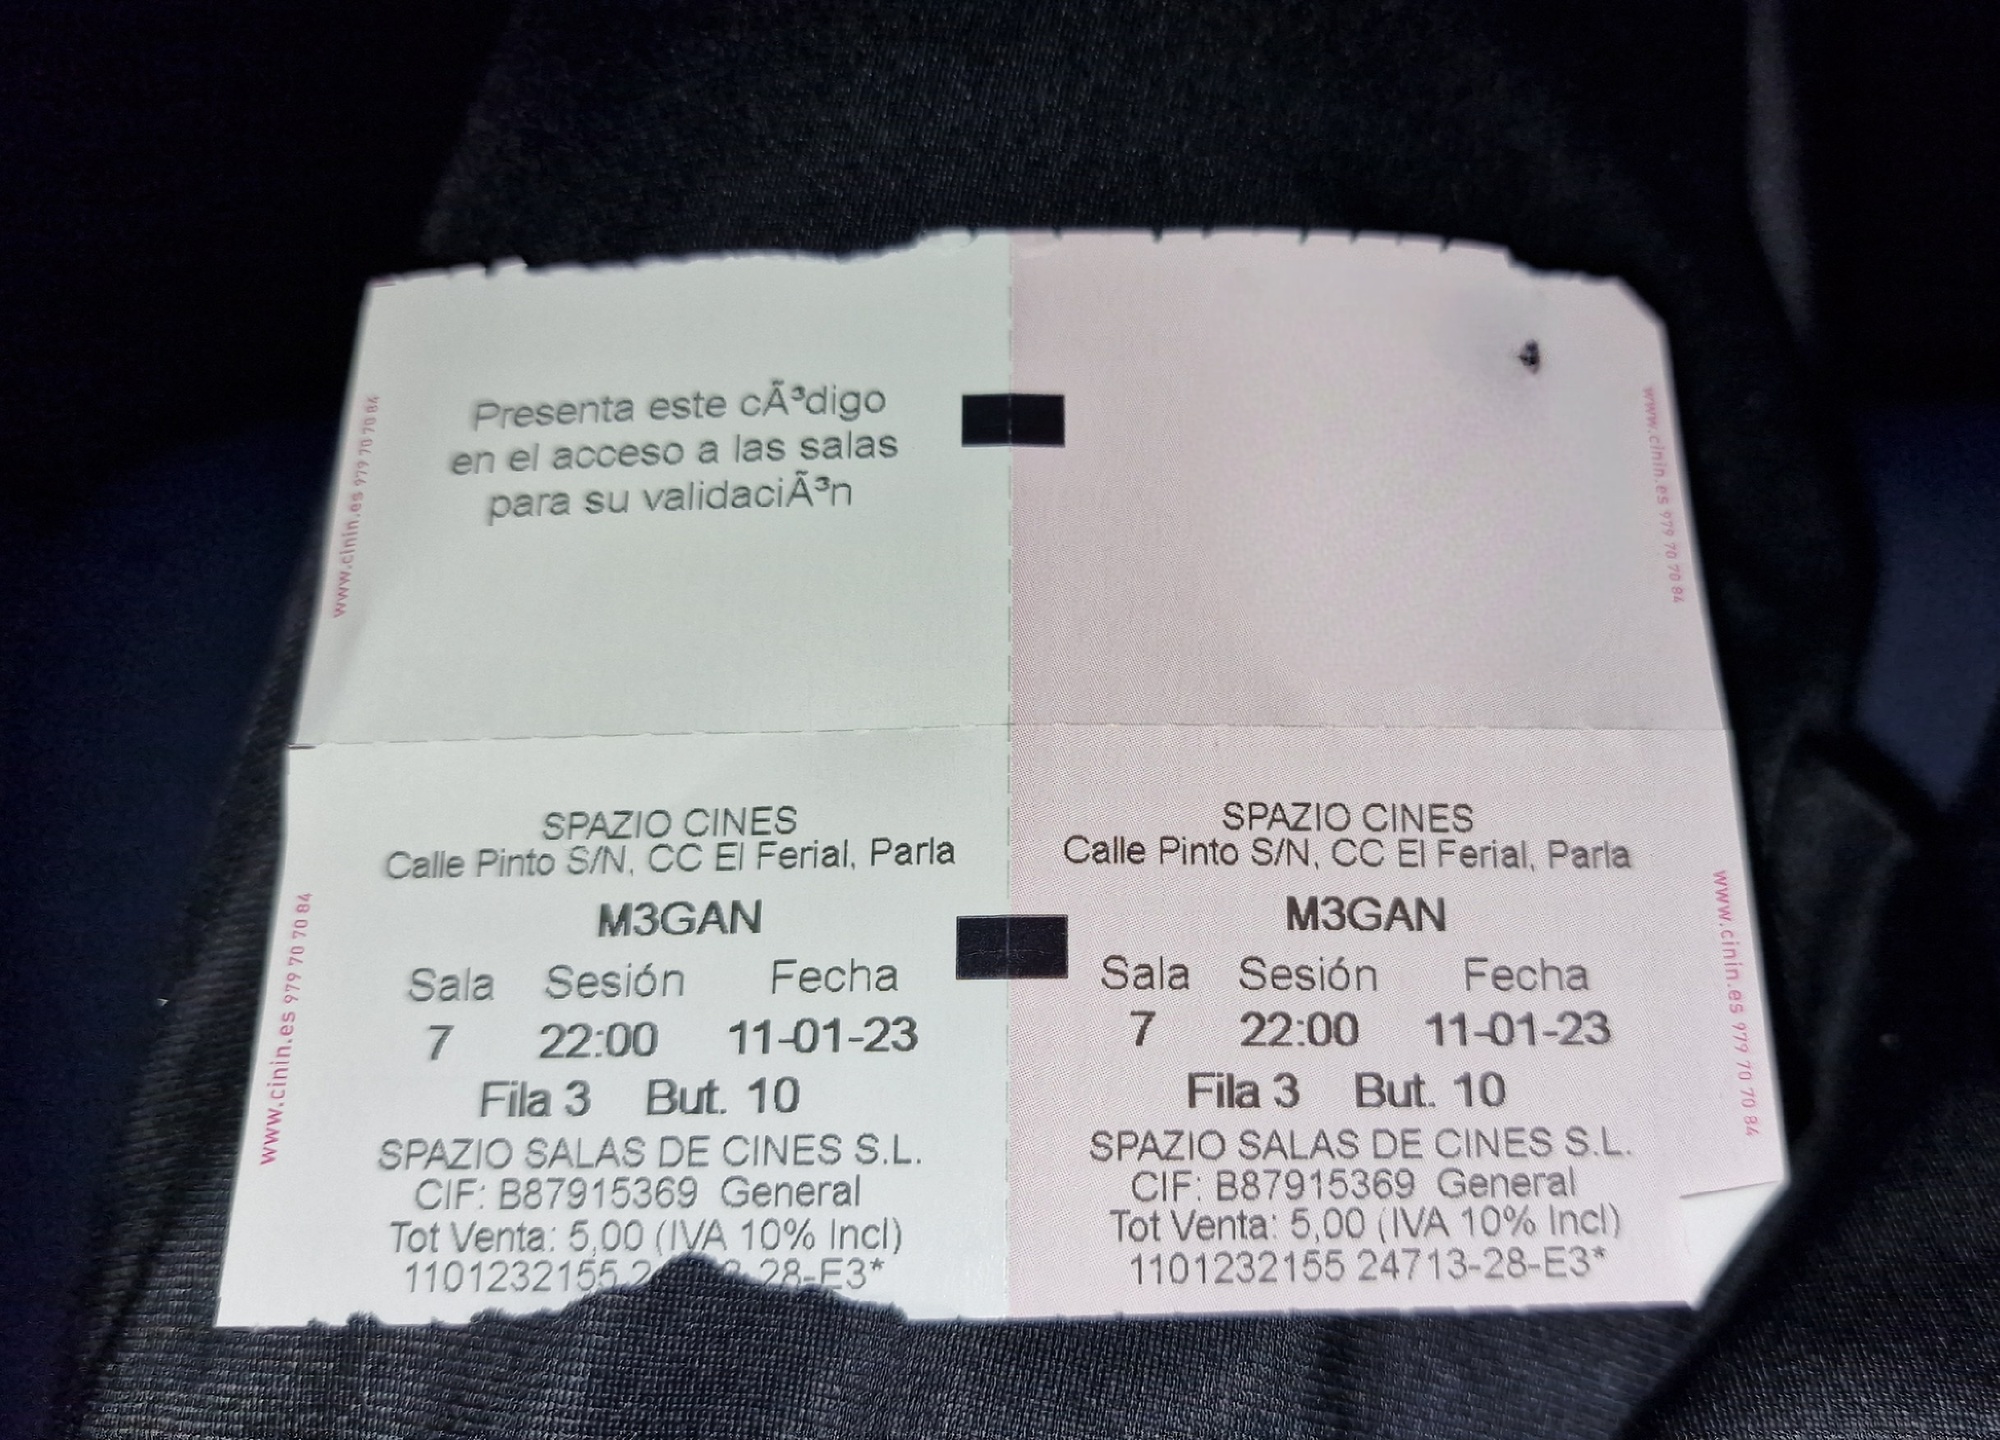 Presenta este cÃ³digo
en el acceso a las salas
para su validaciÃ³n
www.cinin.es 979 70 70 84
www.cinin.es 979 70 70 84
SPAZIO CINES
Calle Pinto S/N, CC El Ferial, Parla
M3GAN
Sala Sesión Fecha
7 22:00 11-01-23
Fila 3 But. 10
SPAZIO SALAS DE CINES S.L.
CIF: B87915369 General
Tot Venta: 5,00 (IVA 10% Incl)
1101232155 28-E3*
www.cinin.es 979 70 70 84
SPAZIO CINES
Calle Pinto S/N, CC El Ferial, Parla
M3GAN
Sala Sesión Fecha
7 22:00 11-01-23
Fila 3 But. 10
SPAZIO SALAS DE CINES S.L.
CIF: B87915369 General
Tot Venta: 5,00 (IVA 10% Incl)
1101232155 24713-28-E3*
www.cinin.es 979 70 70 84